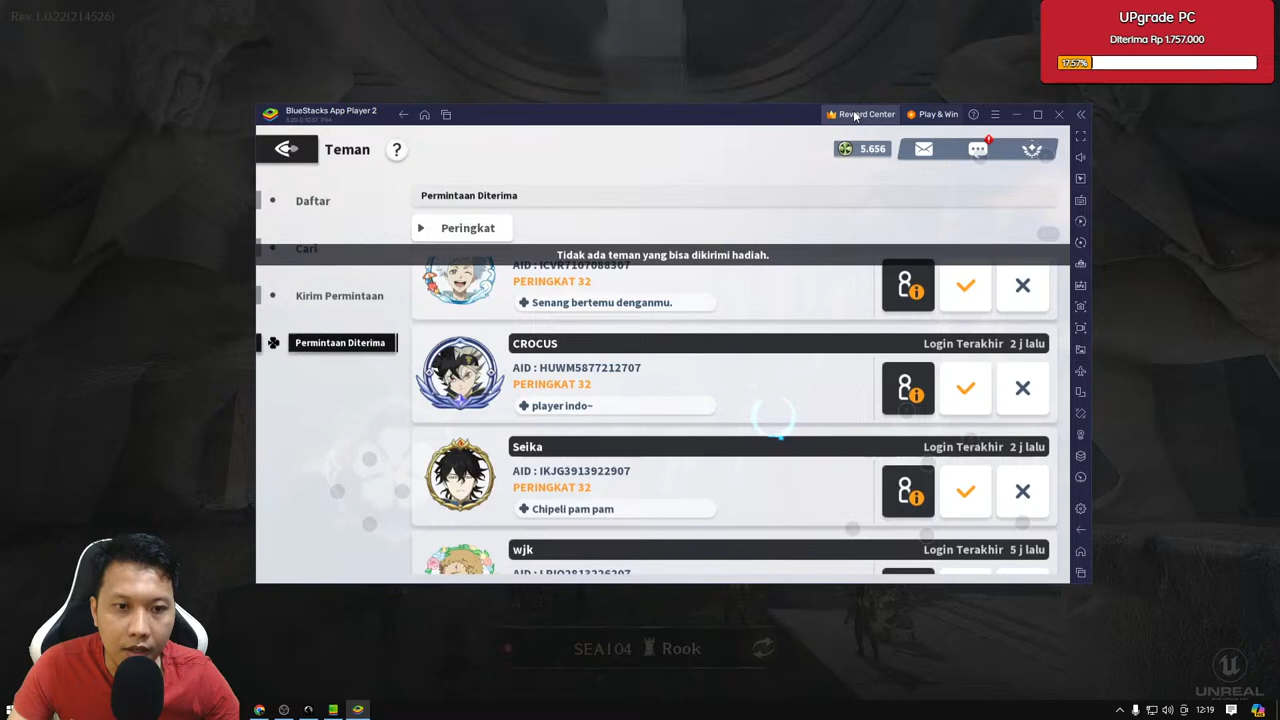 Rev.1.0.22(214526)
UPgrade PC
Diterima Rp 1.757.000
17.57%
BlueStacks App Player 2
Reward Center
Play & Win
Teman
?
5.656
Daftar
Cari
Kirim Permintaan
Permintaan Diterima
Permintaan Diterima
Peringkat
Tidak ada teman yang bisa dikirimi hadiah.
AID : ICVR7107088307
PERINGKAT 32
Senang bertemu denganmu.
CROCUS
Login Terakhir 2 j lalu
AID : HUWM5877212707
PERINGKAT 32
player indo~
Seika
Login Terakhir 2 j lalu
AID : IKJG3913922907
PERINGKAT 32
Chipeli pam pam
wjk
Login Terakhir 5 j lalu
SEA104 Rook
UNREAL
12:19